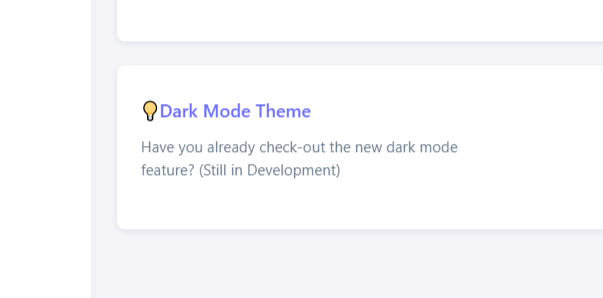 Dark Mode Theme
Have you already check-out the new dark mode
feature? (Still in Development)